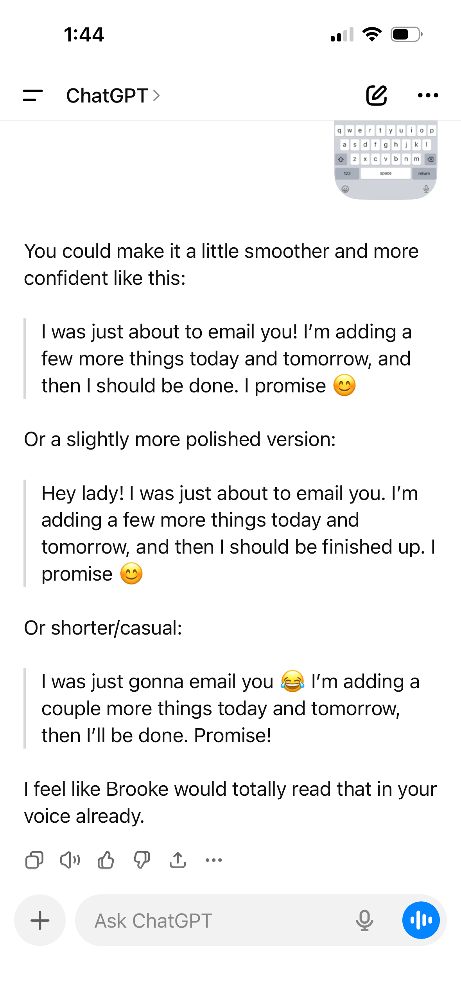 1:44
ChatGPT
q w e r t y u i o p
a s d f g h j k l
z x c v b n m
123 space return
You could make it a little smoother and more
confident like this:
I was just about to email you! I’m adding a
few more things today and tomorrow, and
then I should be done. I promise 😊
Or a slightly more polished version:
Hey lady! I was just about to email you. I’m
adding a few more things today and
tomorrow, and then I should be finished up. I
promise 😊
Or shorter/casual:
I was just gonna email you 😂 I’m adding a
couple more things today and tomorrow,
then I’ll be done. Promise!
I feel like Brooke would totally read that in your
voice already.
Ask ChatGPT